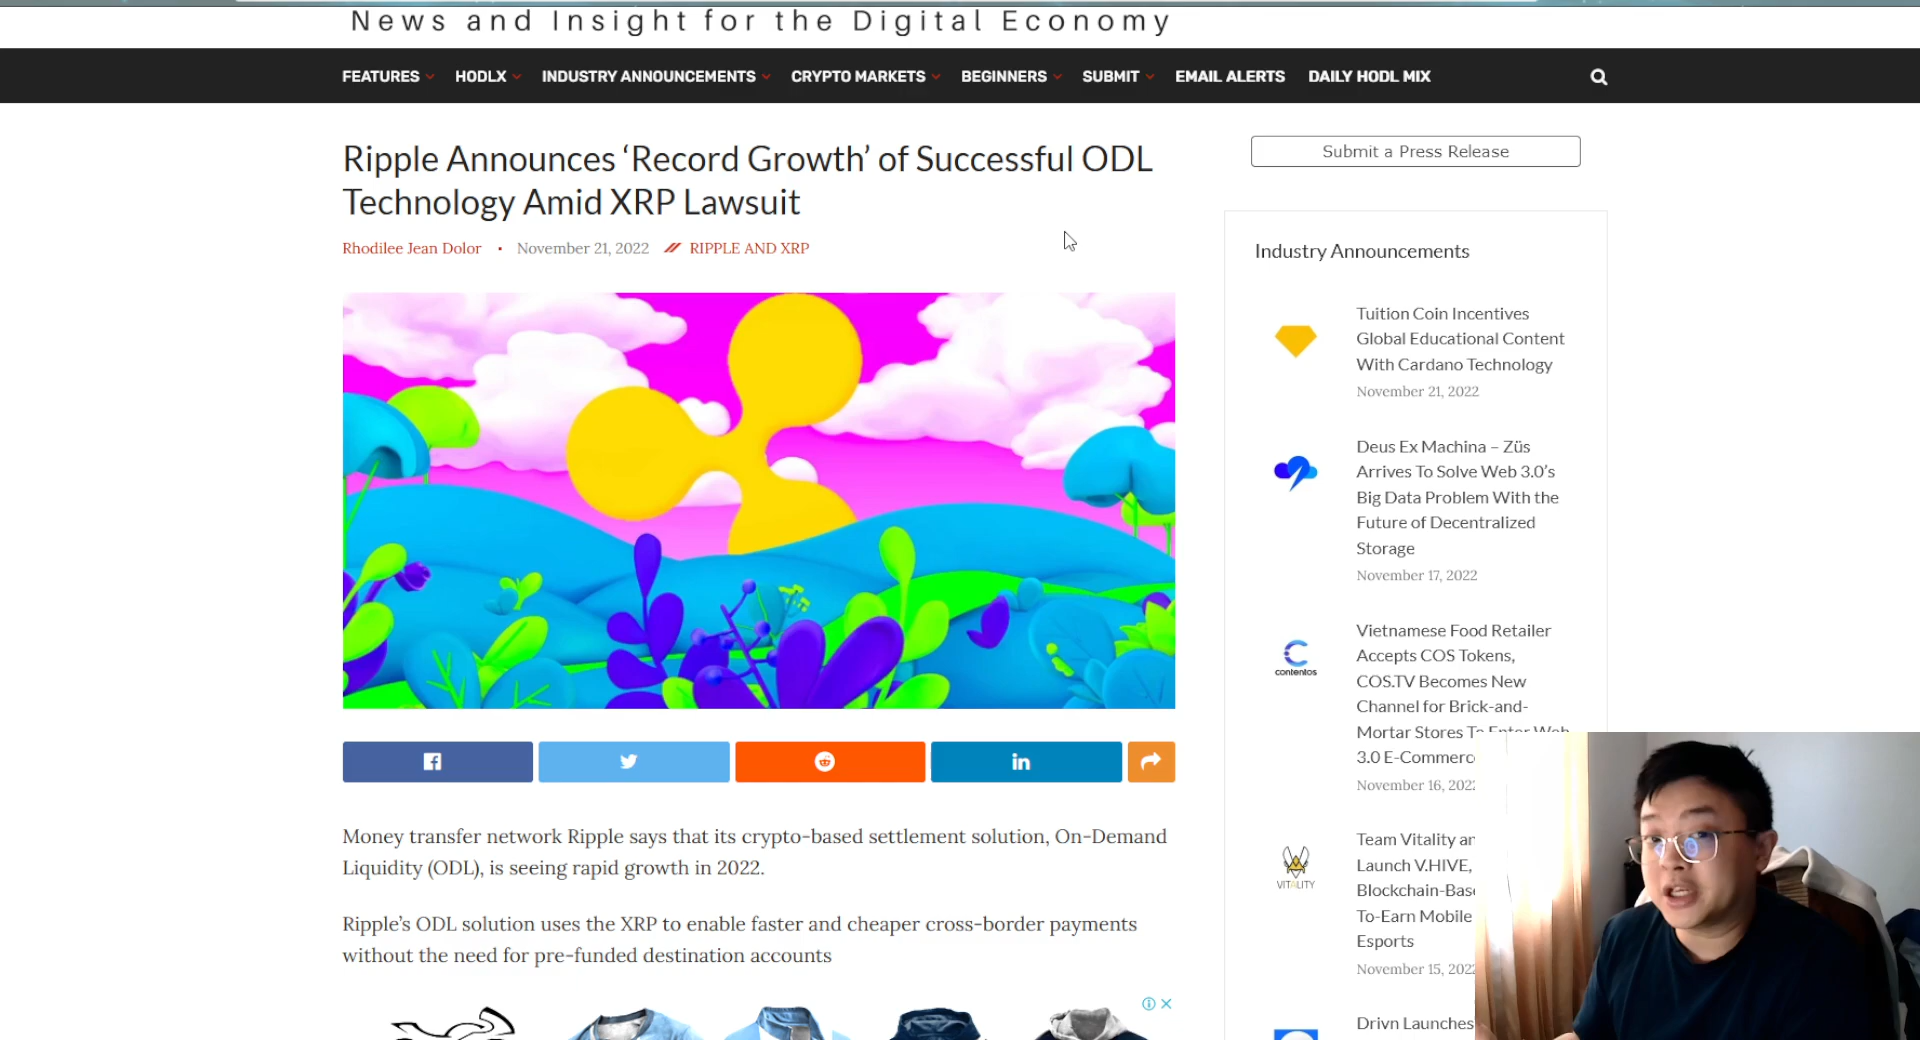 News and Insight for the Digital Economy
FEATURES HODLX INDUSTRY ANNOUNCEMENTS CRYPTO MARKETS BEGINNERS SUBMIT EMAIL ALERTS DAILY HODL MIX
Ripple Announces ‘Record Growth’ of Successful ODL
Technology Amid XRP Lawsuit
Rhodilee Jean Dolor • November 21, 2022 RIPPLE AND XRP
Money transfer network Ripple says that its crypto-based settlement solution, On-Demand
Liquidity (ODL), is seeing rapid growth in 2022.
Ripple’s ODL solution uses the XRP to enable faster and cheaper cross-border payments
without the need for pre-funded destination accounts
Submit a Press Release
Industry Announcements
Tuition Coin Incentives
Global Educational Content
With Cardano Technology
November 21, 2022
Deus Ex Machina – Züs
Arrives To Solve Web 3.0’s
Big Data Problem With the
Future of Decentralized
Storage
November 17, 2022
contentos
Vietnamese Food Retailer
Accepts COS Tokens,
COS.TV Becomes New
Channel for Brick-and-
Mortar Stores To Enter Web
3.0 E-Commerc
November 16, 2022
VITALITY
Team Vitality an
Launch V.HIVE,
Blockchain-Base
To-Earn Mobile
Esports
November 15, 2022
Drivn Launches